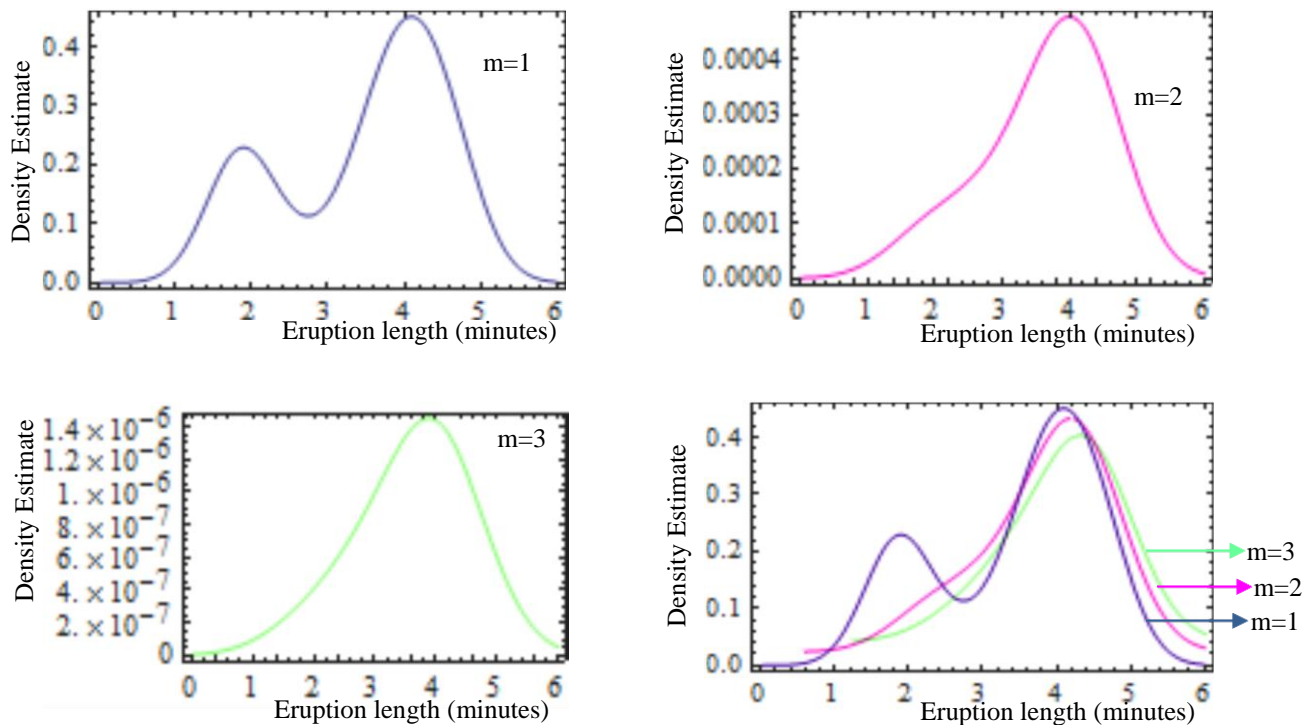 Density Estimate
0.4
0.3
0.2
0.1
0.0
m=1
0 1 2 3 4 5 6
Eruption length (minutes)
Density Estimate
0.0004
0.0003
0.0002
0.0001
0.0000
m=2
0 1 2 3 4 5 6
Eruption length (minutes)
Density Estimate
1.4×10⁻⁶
1.2×10⁻⁶
1.×10⁻⁶
8.×10⁻⁷
6.×10⁻⁷
4.×10⁻⁷
2.×10⁻⁷
0
m=3
0 1 2 3 4 5 6
Eruption length (minutes)
Density Estimate
0.4
0.3
0.2
0.1
0.0
m=3
m=2
m=1
0 1 2 3 4 5 6
Eruption length (minutes)